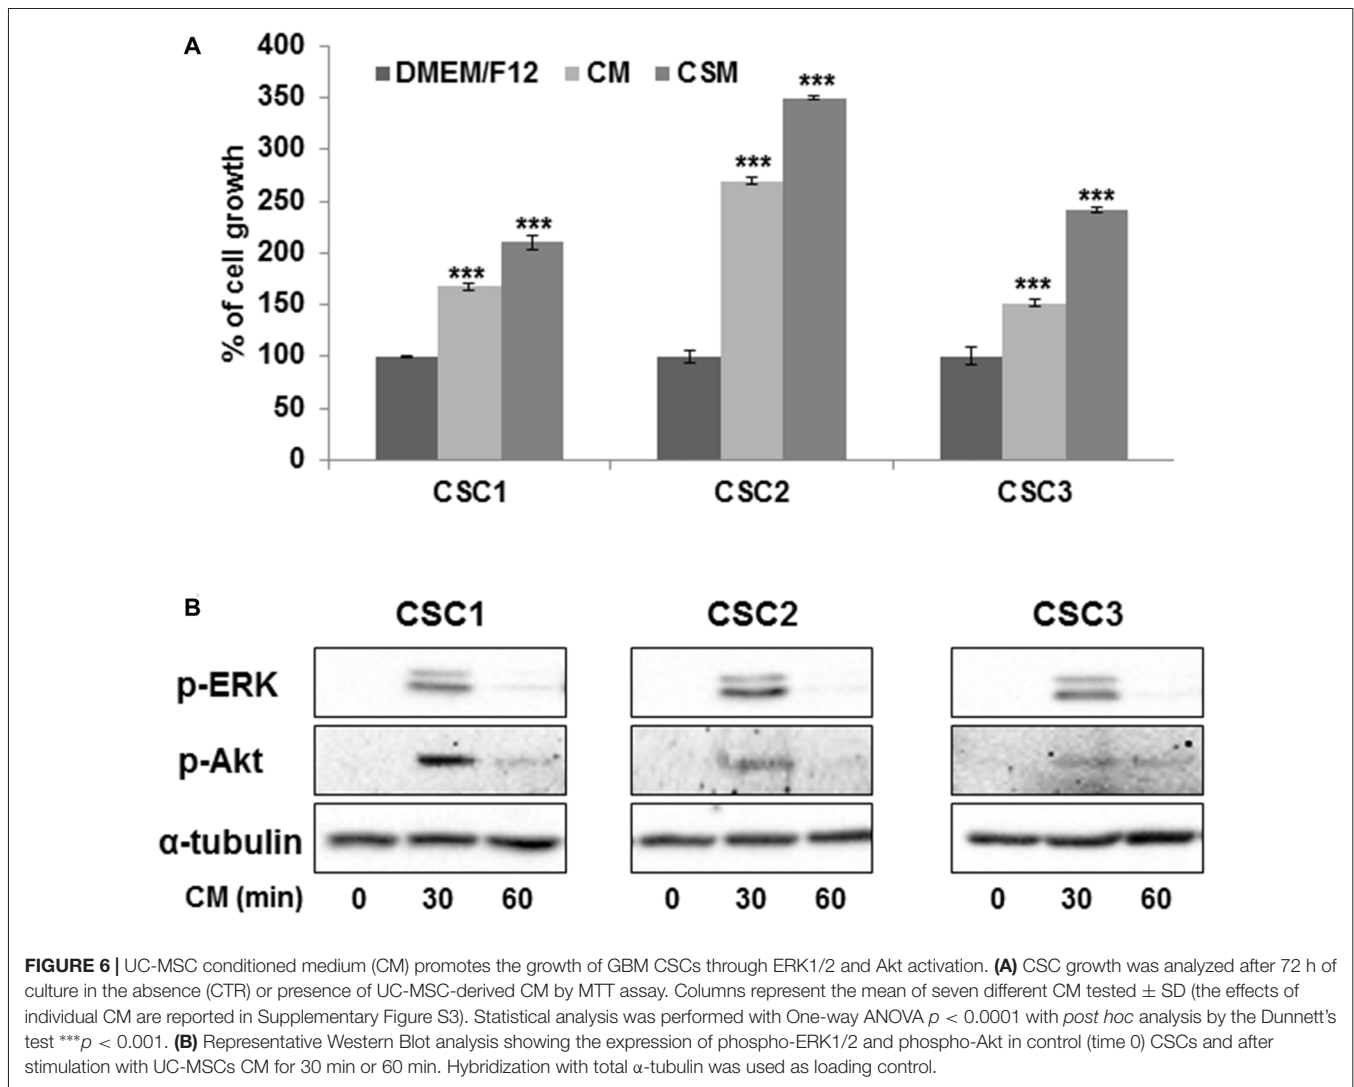 A
400
350
300
250
200
150
100
50
0
% of cell growth
DMEM/F12 CM CSM
*** *** *** *** *** ***
CSC1 CSC2 CSC3
B
CSC1 CSC2 CSC3
p-ERK
p-Akt
α-tubulin
CM (min) 0 30 60 0 30 60 0 30 60
FIGURE 6 | UC-MSC conditioned medium (CM) promotes the growth of GBM CSCs through ERK1/2 and Akt activation. (A) CSC growth was analyzed after 72 h of
culture in the absence (CTR) or presence of UC-MSC-derived CM by MTT assay. Columns represent the mean of seven different CM tested ± SD (the effects of
individual CM are reported in Supplementary Figure S3). Statistical analysis was performed with One-way ANOVA p < 0.0001 with post hoc analysis by the Dunnett’s
test ***p < 0.001. (B) Representative Western Blot analysis showing the expression of phospho-ERK1/2 and phospho-Akt in control (time 0) CSCs and after
stimulation with UC-MSCs CM for 30 min or 60 min. Hybridization with total α-tubulin was used as loading control.